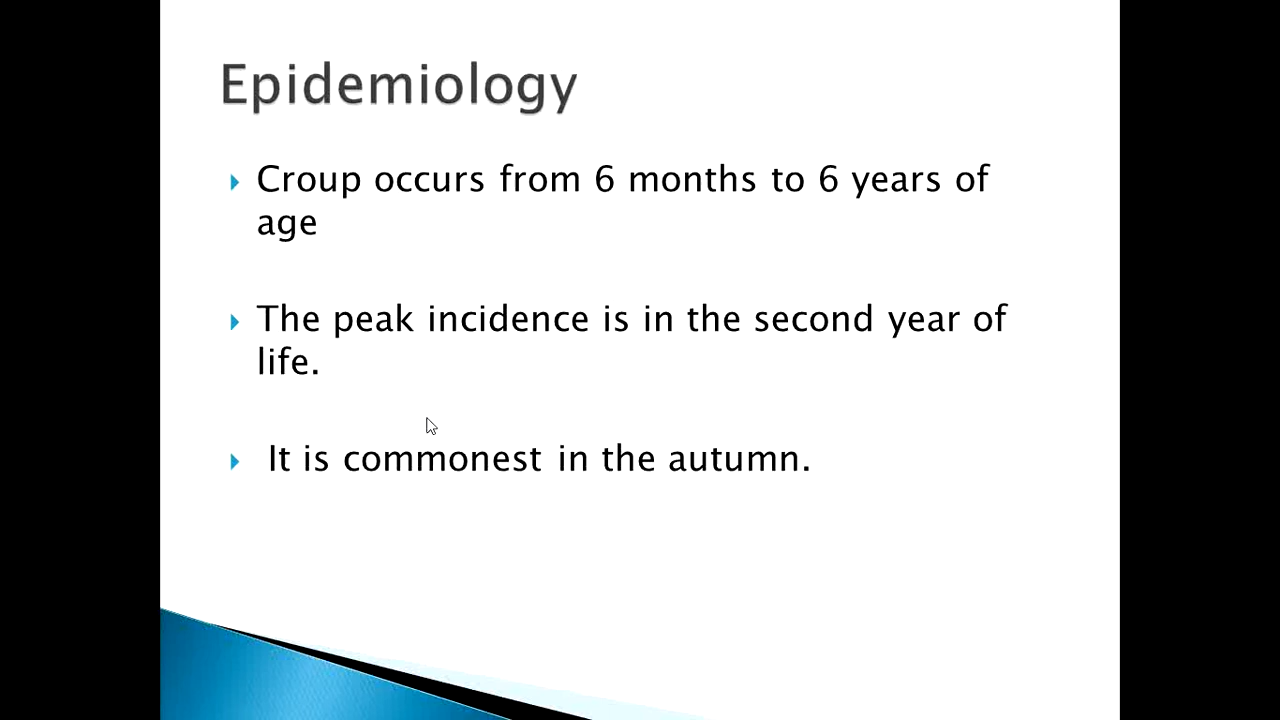 Epidemiology
Croup occurs from 6 months to 6 years of
age
The peak incidence is in the second year of
life.
It is commonest in the autumn.